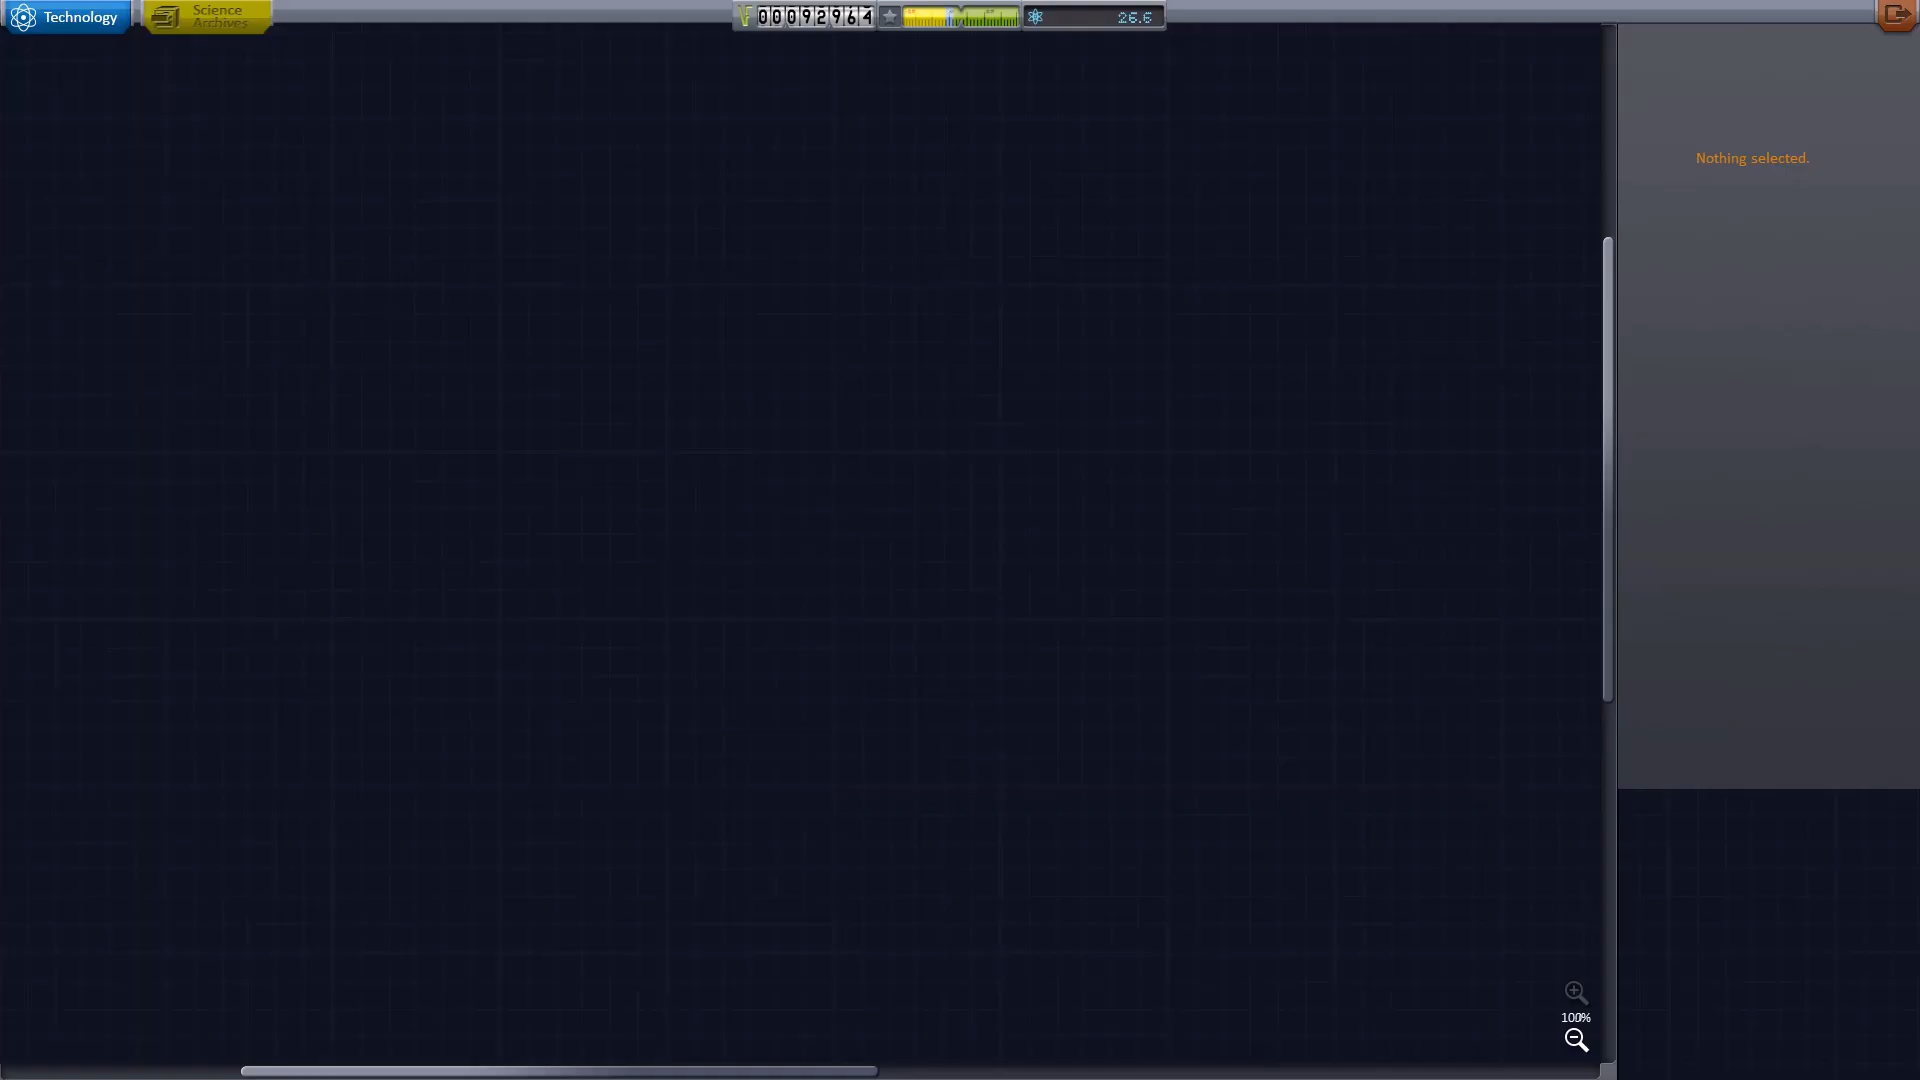 Technology
Science
Archives
00092964
26.6
Nothing selected.
100%